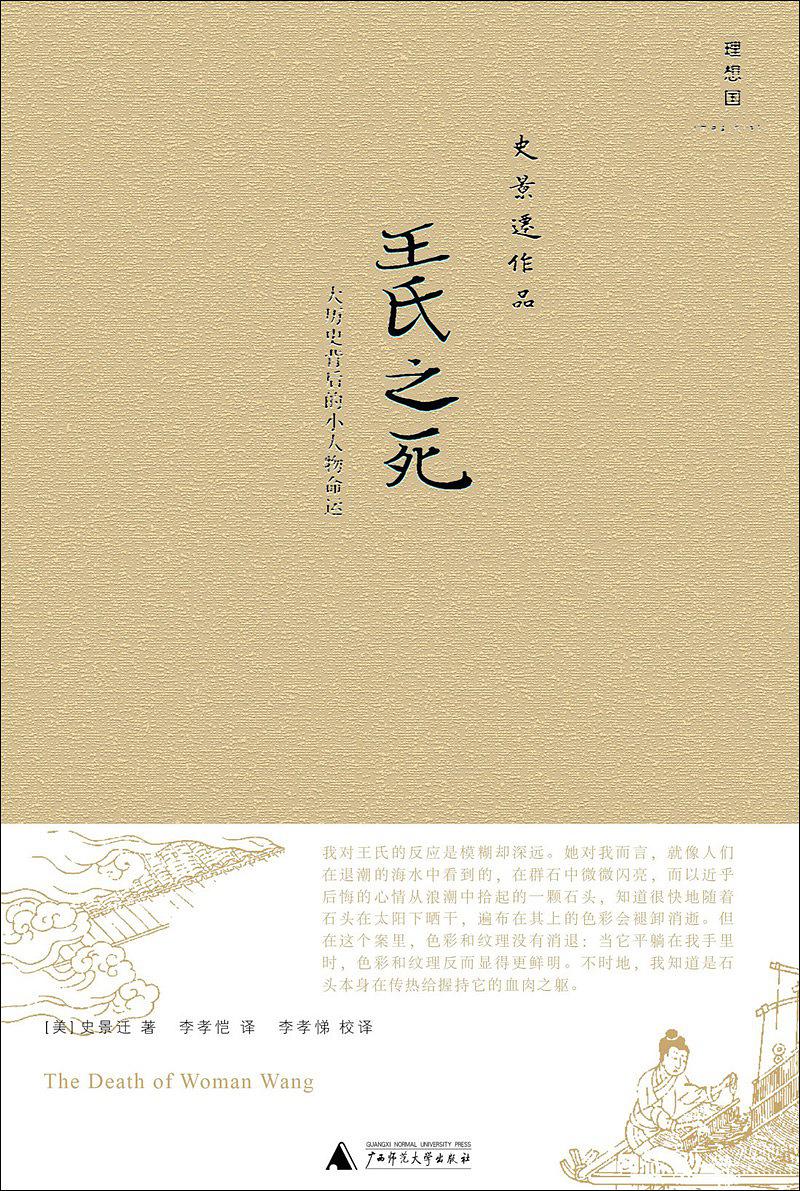 理想国
史景遷作品
王氏之死
大历史背后的小人物命运
我对王氏的反应是模糊却深远。她对我而言，就像人们
在退潮的海水中看到的，在群石中微微闪亮，而以近乎
后悔的心情从浪潮中拾起的一颗石头，知道很快地随着
石头在太阳下晒干，遍布在其上的色彩会褪卸消逝。但
在这个案里，色彩和纹理没有消退：当它平躺在我手里
时，色彩和纹理反而显得更鲜明。不时地，我知道是石
头本身在传热给握持它的血肉之躯。
[美]史景迁 著 李孝恺 译 李孝悌 校译
The Death of Woman Wang
GUANGXI NORMAL UNIVERSITY PRESS
广西师范大学出版社